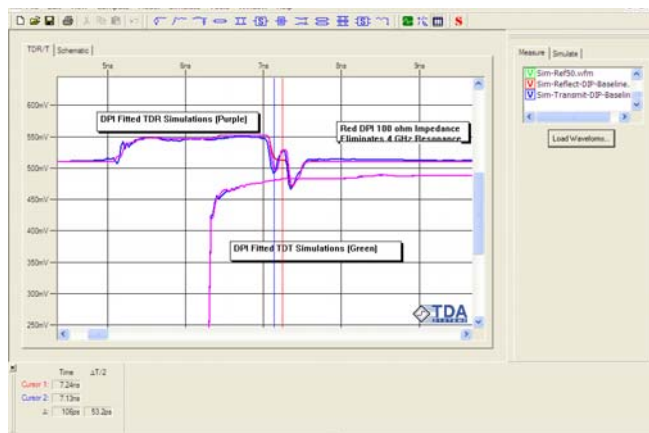 TDR/T Schematic
5ns 6ns 7ns 8ns 9ns
600mV
550mV
500mV
450mV
400mV
350mV
300mV
250mV
DPI Fitted TDR Simulations (Purple)
Red DPI 100 ohm Impedance
Eliminates 4 GHz Resonance
DPI Fitted TDT Simulations (Green)
TDA
SYSTEMS
Measure Simulate
Sim-Ref50.wfm
Sim-Reflect-DIP-Baseline.
Sim-Transmit-DIP-Baselin
Load Waveforms...
Time ΔT/2
Cursor 1: 7.24ns
Cursor 2: 7.13ns
Δ: 106ps 53.2ps